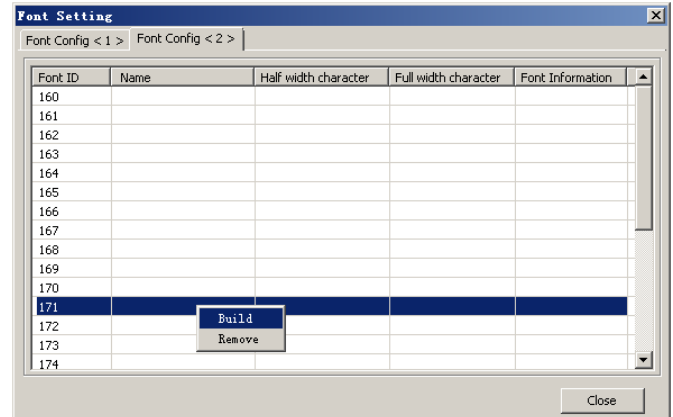 Font Setting
Font Config < 1 > Font Config < 2 >
Font ID Name Half width character Full width character Font Information
160
161
162
163
164
165
166
167
168
169
170
171
Build
172
Remove
173
174
Close